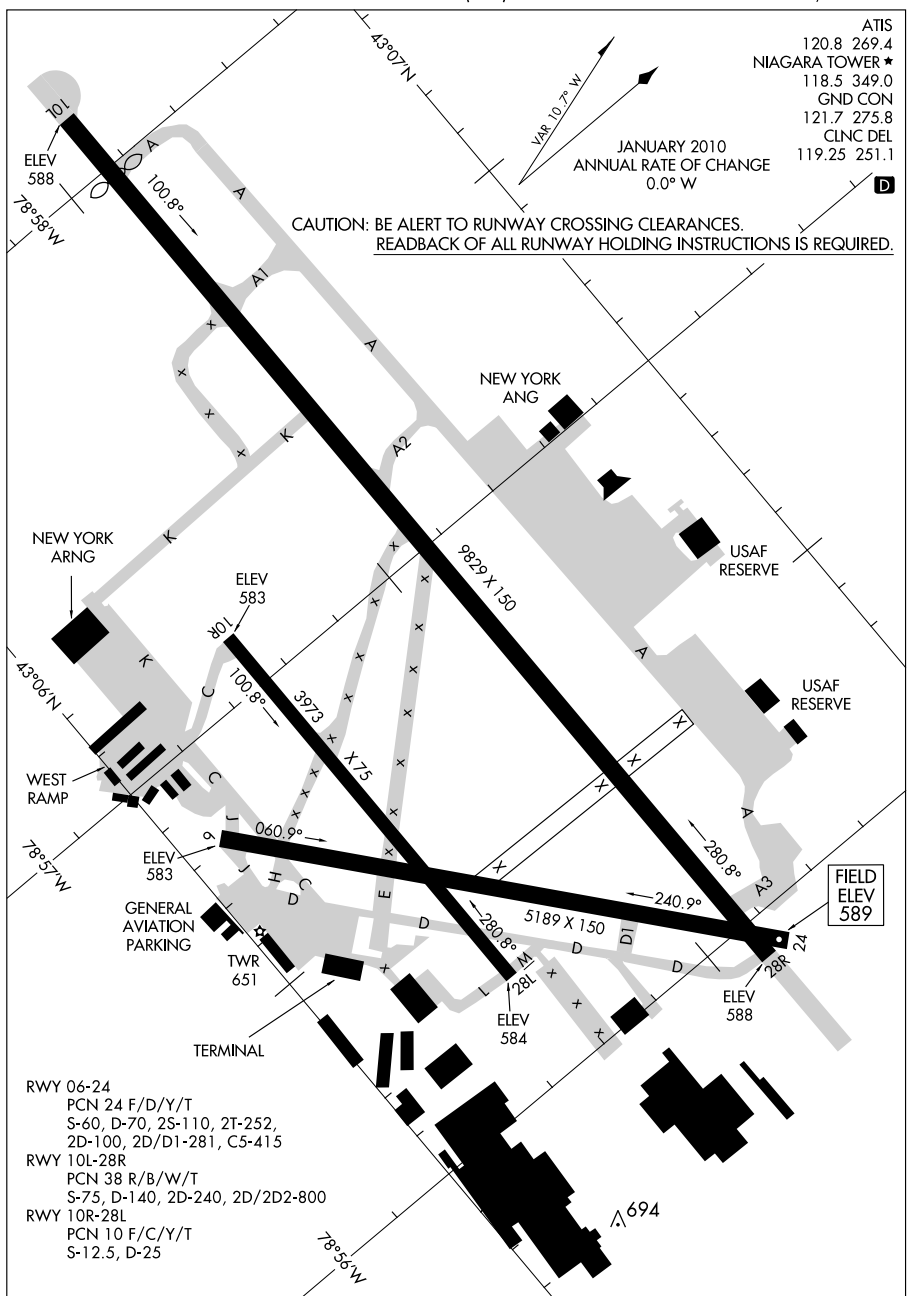 ATIS
120.8 269.4
NIAGARA TOWER ★
118.5 349.0
GND CON
121.7 275.8
CLNC DEL
119.25 251.1
D
43°07'N
VAR 10.7° W
JANUARY 2010
ANNUAL RATE OF CHANGE
0.0° W
CAUTION: BE ALERT TO RUNWAY CROSSING CLEARANCES.
READBACK OF ALL RUNWAY HOLDING INSTRUCTIONS IS REQUIRED.
10L
ELEV
588
78°58'W
A
100.8°
A
A1
A
NEW YORK
ANG
K
A2
K
NEW YORK
ARNG
ELEV
583
9829 X 150
USAF
RESERVE
10R
K
A
43°06'N
C
100.8°
3973 X 75
USAF
RESERVE
WEST
RAMP
C
X
X
X
A
J
6
060.9°
280.8°
78°57'W
ELEV
583
X
A3
FIELD
ELEV
589
J
H
C
D
E
D
240.9°
5189 X 150
24
GENERAL
AVIATION
PARKING
280.8°
D1
D
D
28R
TWR
651
M
28L
L
ELEV
588
ELEV
584
TERMINAL
RWY 06-24
PCN 24 F/D/Y/T
S-60, D-70, 2S-110, 2T-252,
2D-100, 2D/D1-281, C5-415
RWY 10L-28R
PCN 38 R/B/W/T
S-75, D-140, 2D-240, 2D/2D2-800
RWY 10R-28L
PCN 10 F/C/Y/T
S-12.5, D-25
694
78°56'W